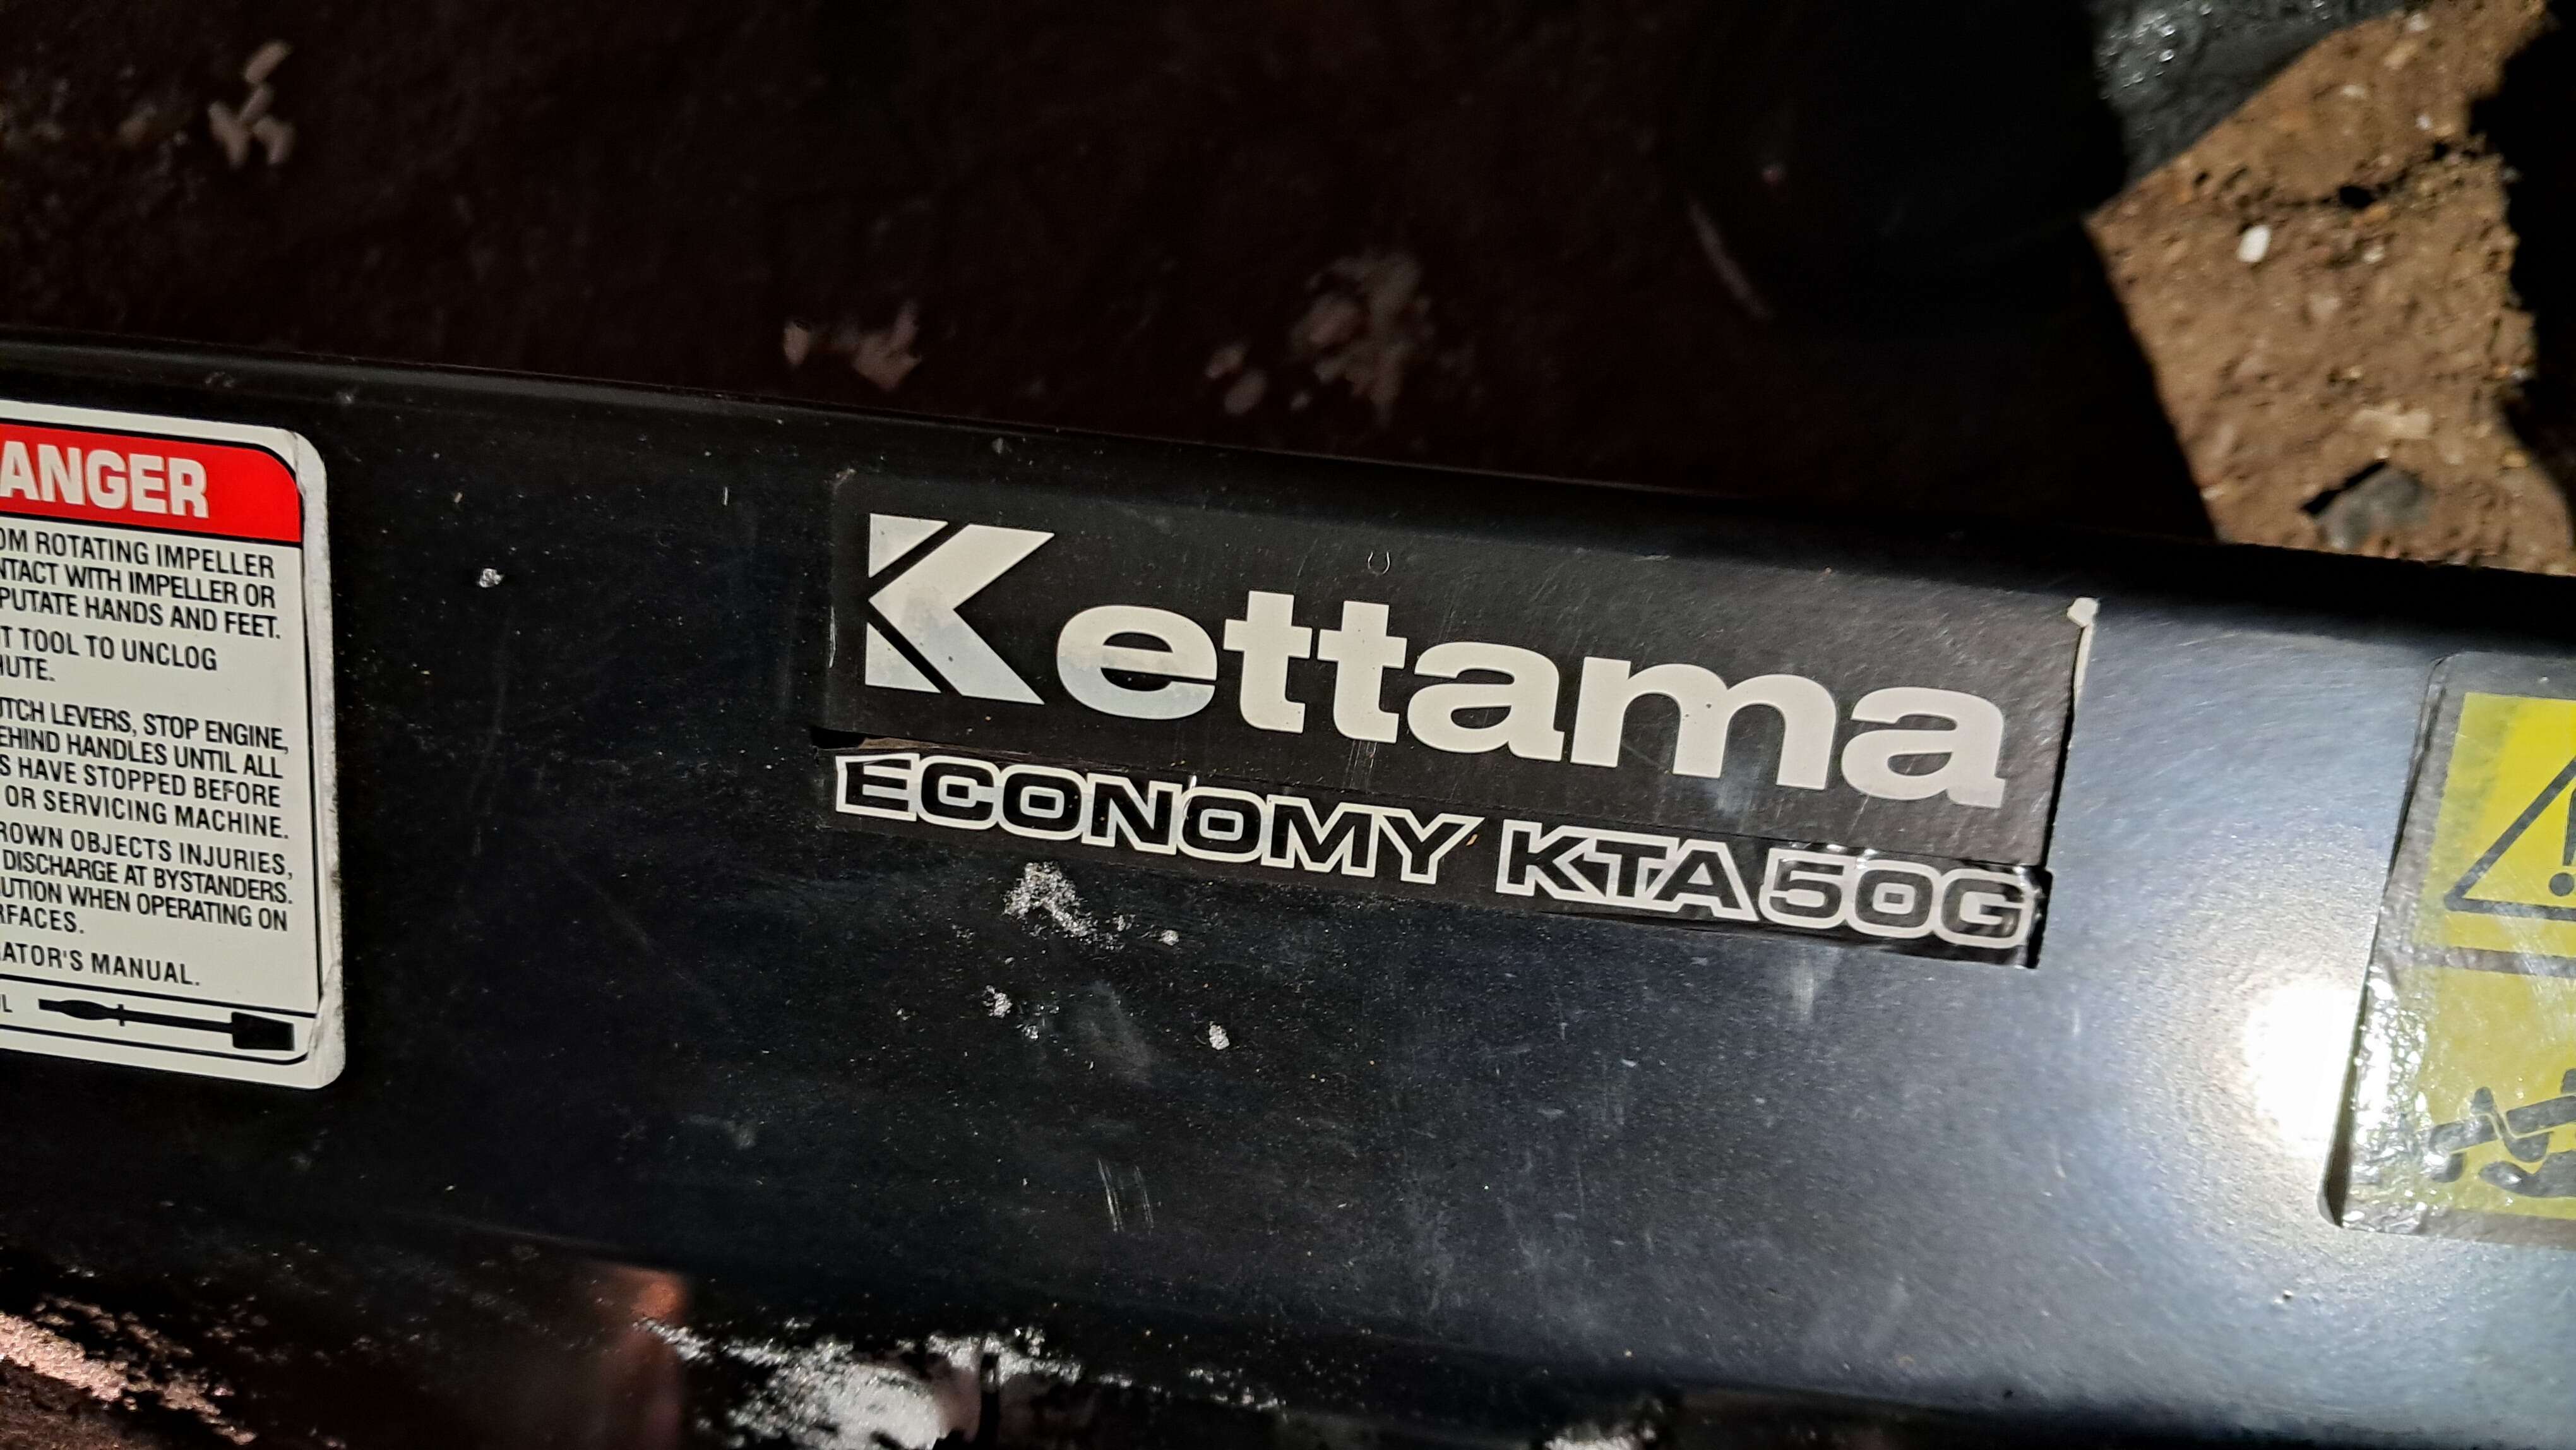 ANGER
OM ROTATING IMPELLER
NTACT WITH IMPELLER OR
PUTATE HANDS AND FEET.
T TOOL TO UNCLOG
UTE.
UTCH LEVERS, STOP ENGINE,
EHIND HANDLES UNTIL ALL
S HAVE STOPPED BEFORE
OR SERVICING MACHINE.
ROWN OBJECTS INJURIES,
DISCHARGE AT BYSTANDERS.
UTION WHEN OPERATING ON
RFACES.
ATOR'S MANUAL.
L
Kettama
ECONOMY KTA50G